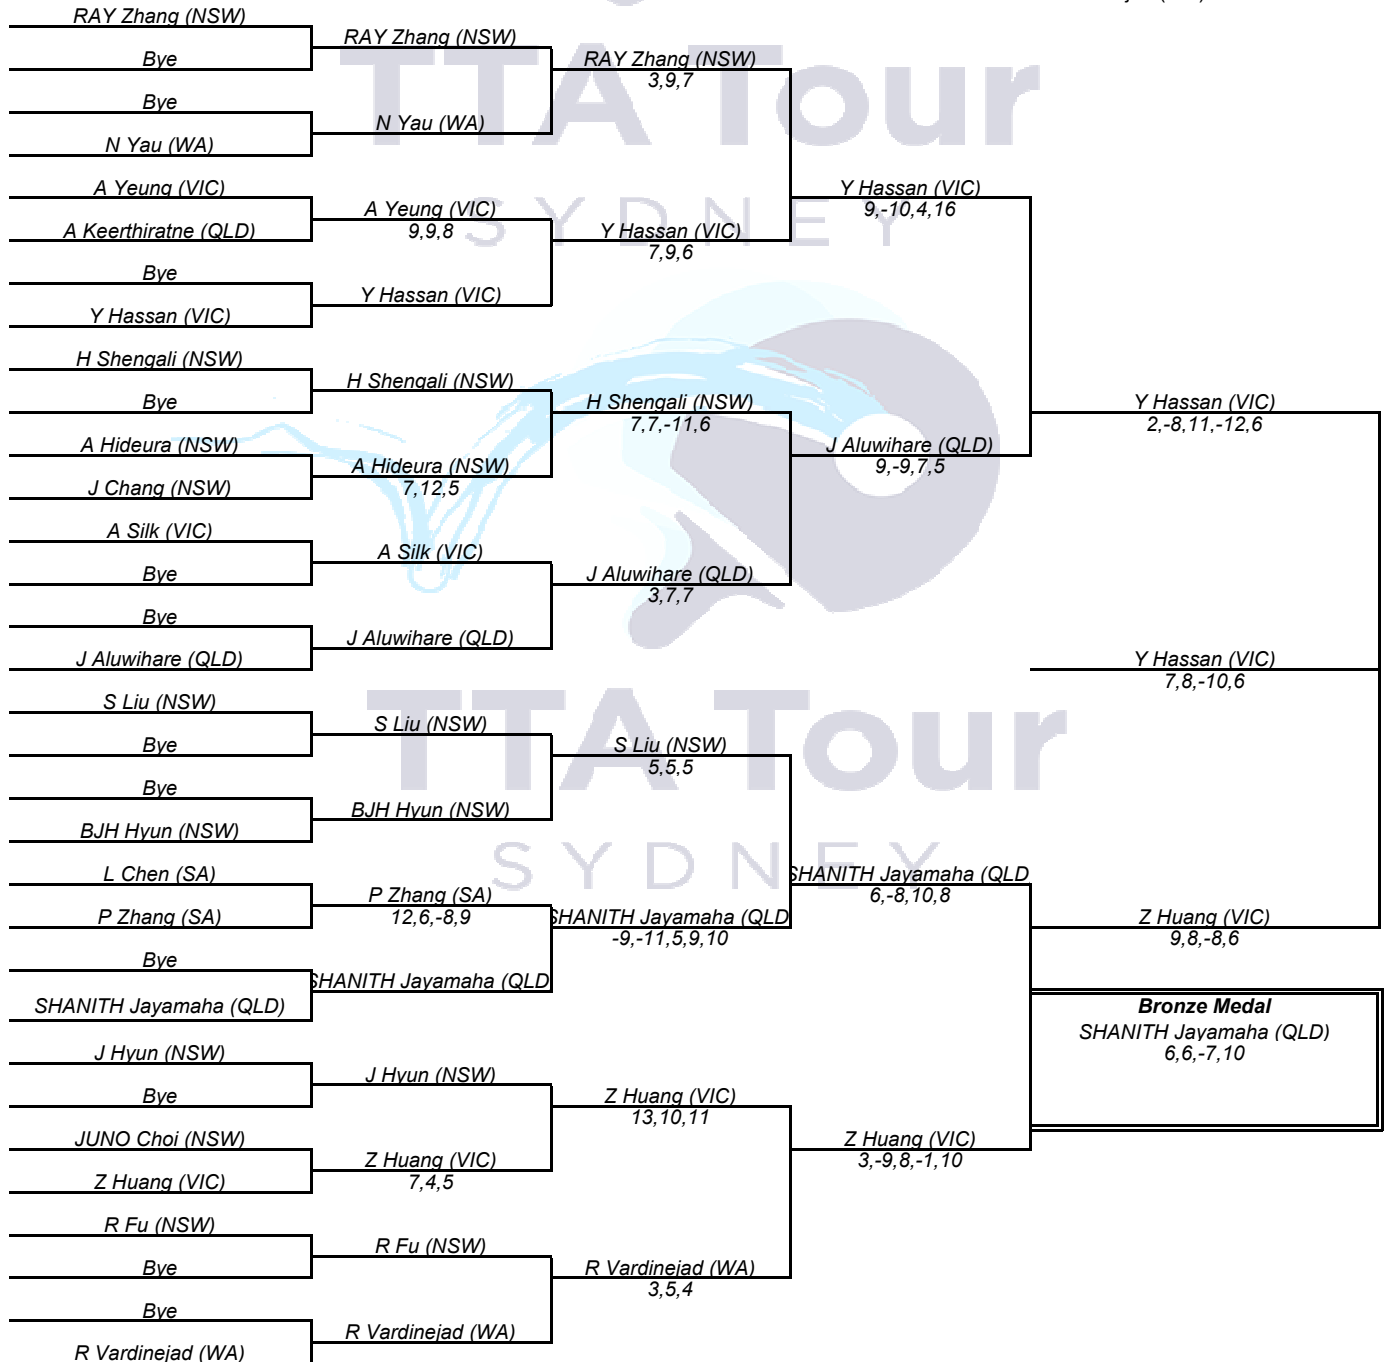 RAY Zhang (NSW)
Bye
Bye
N Yau (WA)
A Yeung (VIC)
A Keerthiratne (QLD)
Bye
Y Hassan (VIC)
H Shengali (NSW)
Bye
A Hideura (NSW)
J Chang (NSW)
A Silk (VIC)
Bye
Bye
J Aluwihare (QLD)
S Liu (NSW)
Bye
Bye
BJH Hyun (NSW)
L Chen (SA)
P Zhang (SA)
Bye
SHANITH Jayamaha (QLD)
J Hyun (NSW)
Bye
JUNO Choi (NSW)
Z Huang (VIC)
R Fu (NSW)
Bye
Bye
R Vardinejad (WA)
RAY Zhang (NSW)
N Yau (WA)
A Yeung (VIC)
9,9,8
Y Hassan (VIC)
H Shengali (NSW)
A Hideura (NSW)
7,12,5
A Silk (VIC)
J Aluwihare (QLD)
S Liu (NSW)
BJH Hyun (NSW)
P Zhang (SA)
12,6,-8,9
SHANITH Jayamaha (QLD
J Hyun (NSW)
Z Huang (VIC)
7,4,5
R Fu (NSW)
R Vardinejad (WA)
RAY Zhang (NSW)
3,9,7
Y Hassan (VIC)
7,9,6
H Shengali (NSW)
7,7,-11,6
J Aluwihare (QLD)
3,7,7
S Liu (NSW)
5,5,5
SHANITH Jayamaha (QLD
-9,-11,5,9,10
Z Huang (VIC)
13,10,11
R Vardinejad (WA)
3,5,4
Y Hassan (VIC)
9,-10,4,16
J Aluwihare (QLD)
9,-9,7,5
SHANITH Jayamaha (QLD
6,-8,10,8
Z Huang (VIC)
3,-9,8,-1,10
Y Hassan (VIC)
2,-8,11,-12,6
Y Hassan (VIC)
7,8,-10,6
Z Huang (VIC)
9,8,-8,6
Bronze Medal
SHANITH Jayamaha (QLD)
6,6,-7,10
TTA Tour
SYDNEY
TTA Tour
SYDNEY